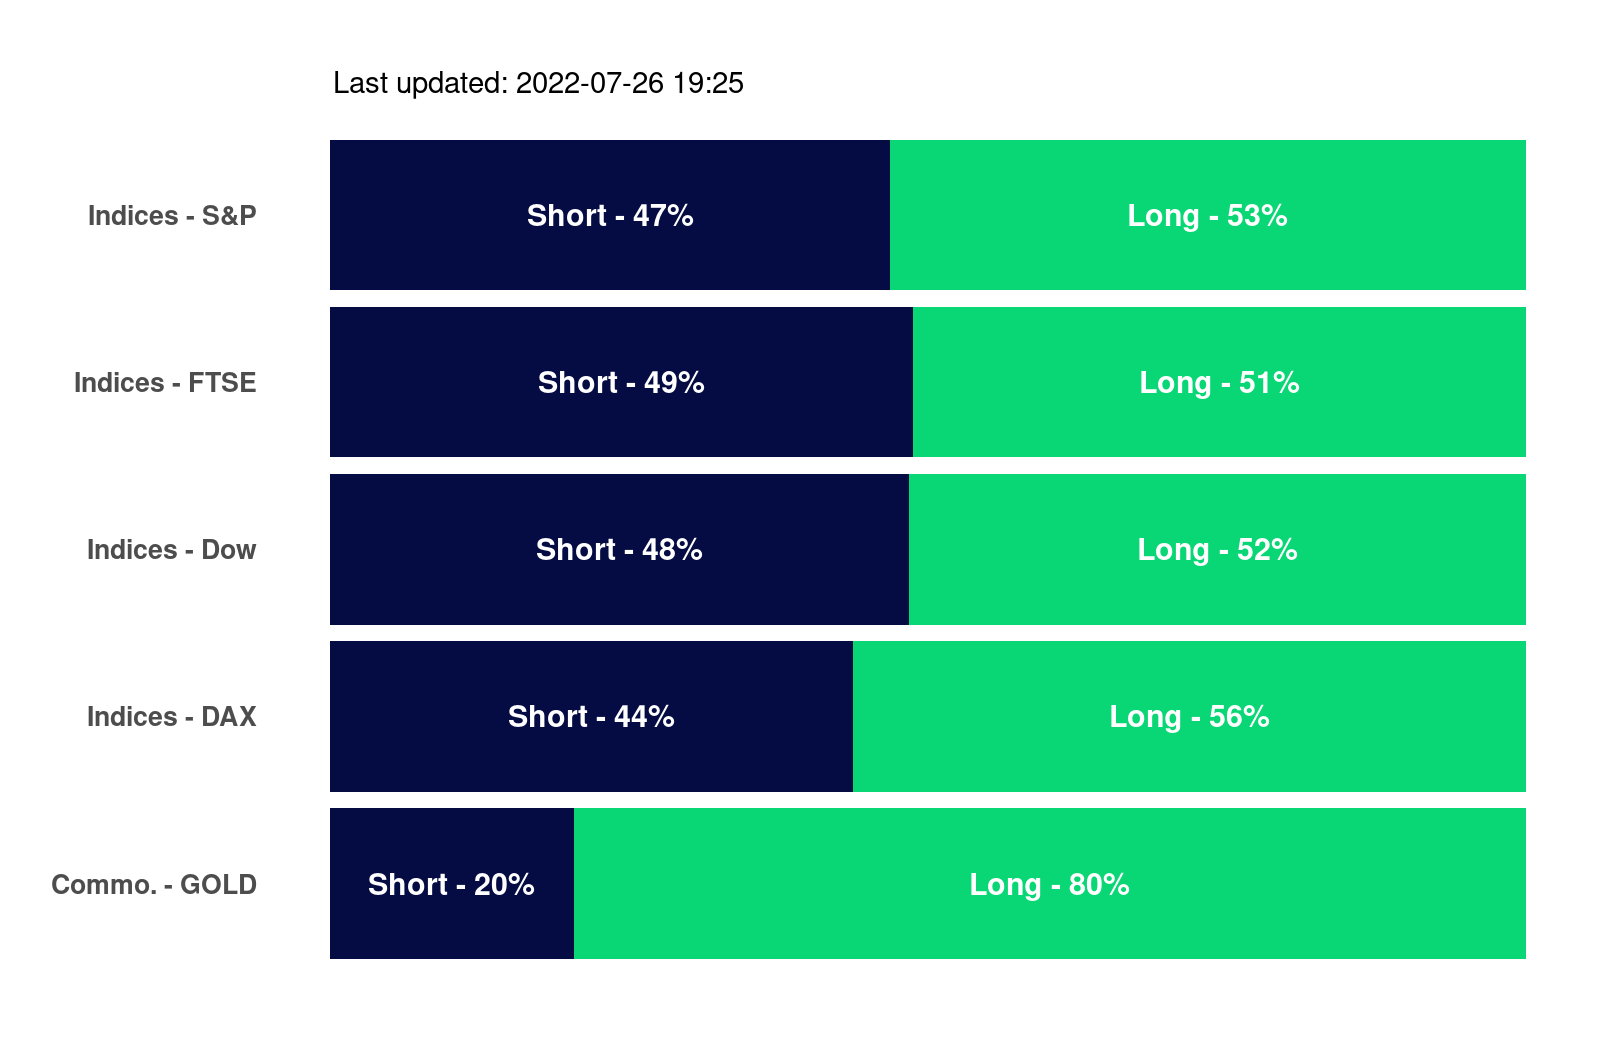 Last updated: 2022-07-26 19:25
Indices - S&P Short - 47% Long - 53%
Indices - FTSE Short - 49% Long - 51%
Indices - Dow Short - 48% Long - 52%
Indices - DAX Short - 44% Long - 56%
Commo. - GOLD Short - 20% Long - 80%